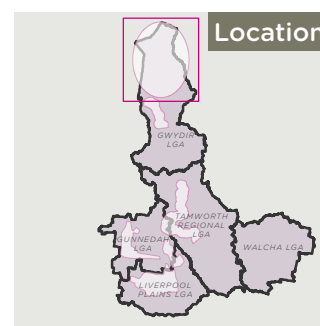 Location
GWYDIR
LGA
TAMWORTH
REGIONAL
LGA
GUNNEDAH
LGA
WALCHA LGA
LIVERPOOL
PLAINS LGA